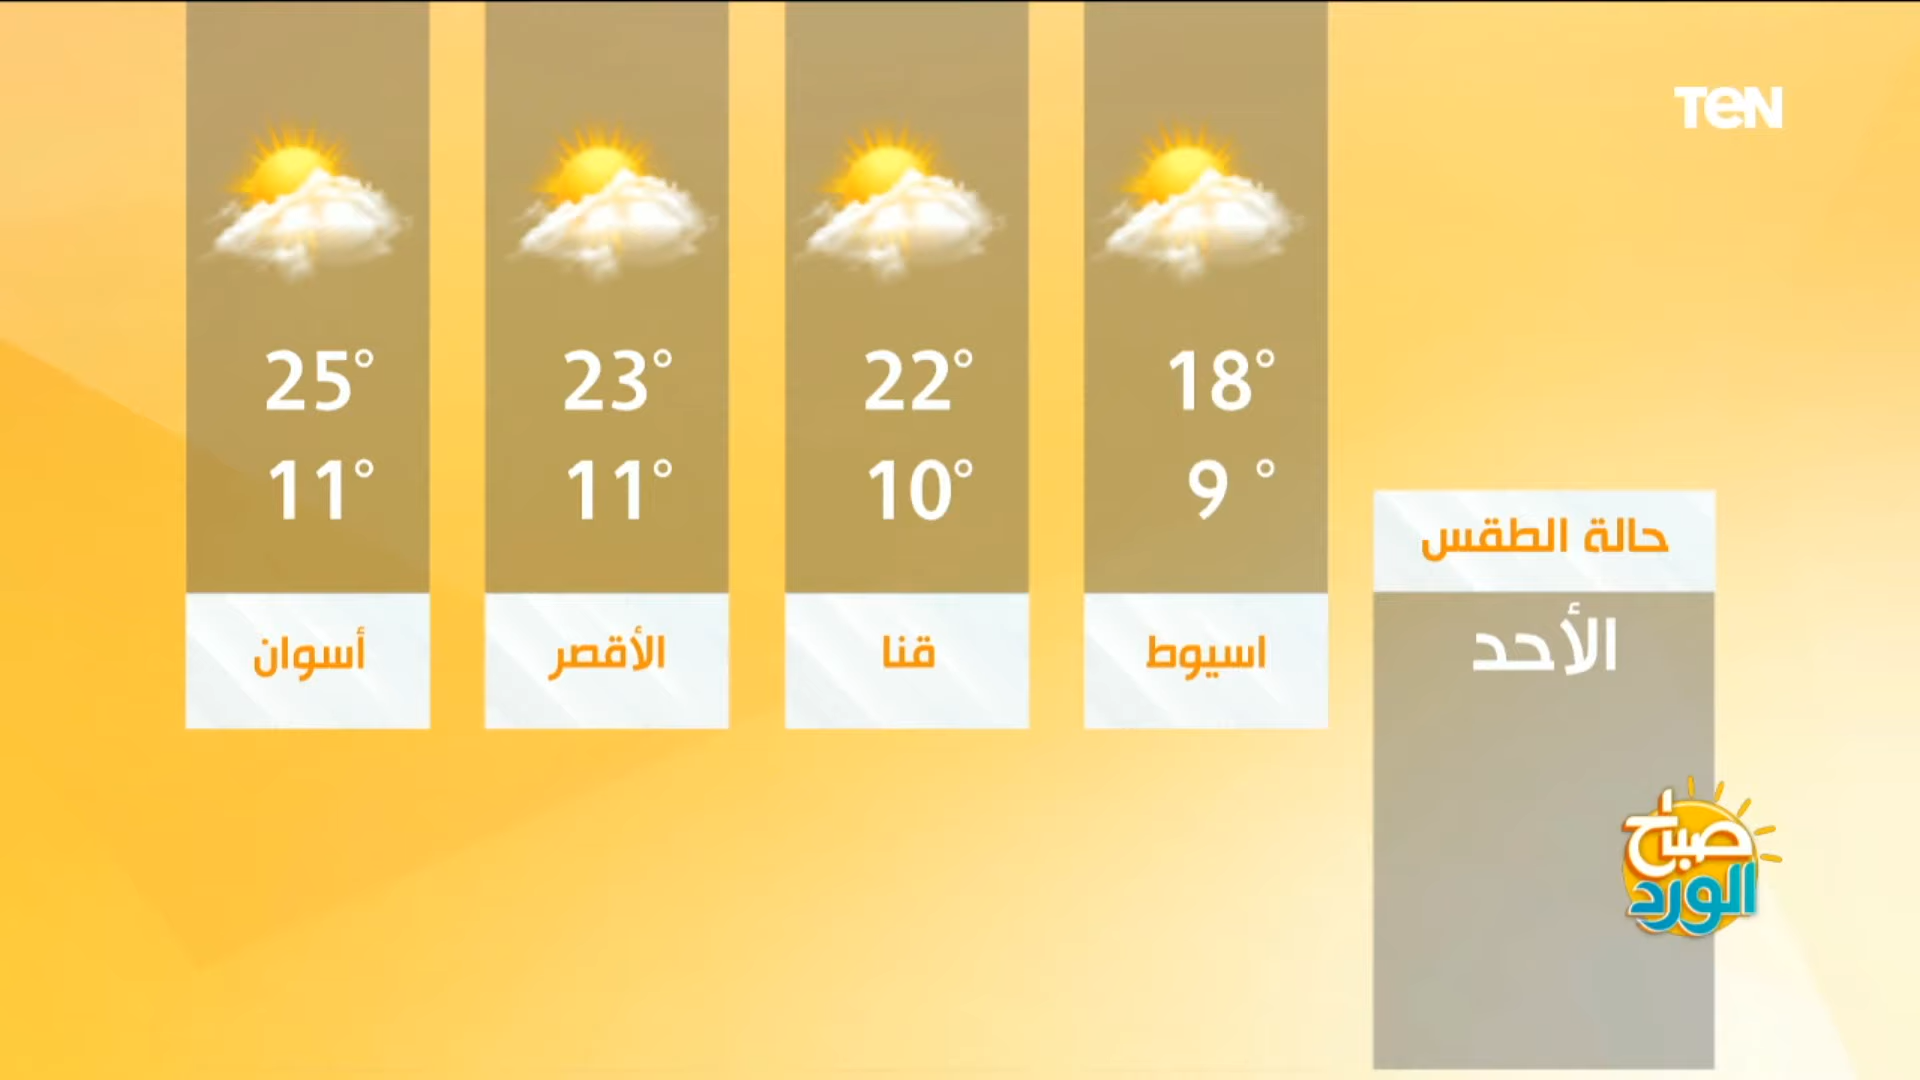 TEN
25° 23° 22° 18°
11° 11° 10° 9°
حالة الطقس
الأحد
اسيوط
قنا
الأقصر
أسوان
صباح
الورد